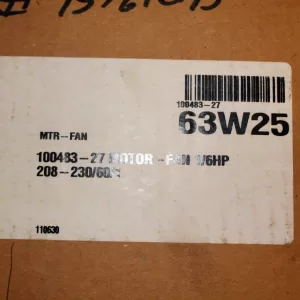 100483-27
63W25
MTR-FAN
100483-27 MOTOR -FAN 1/6HP
208-230/60/1
110630